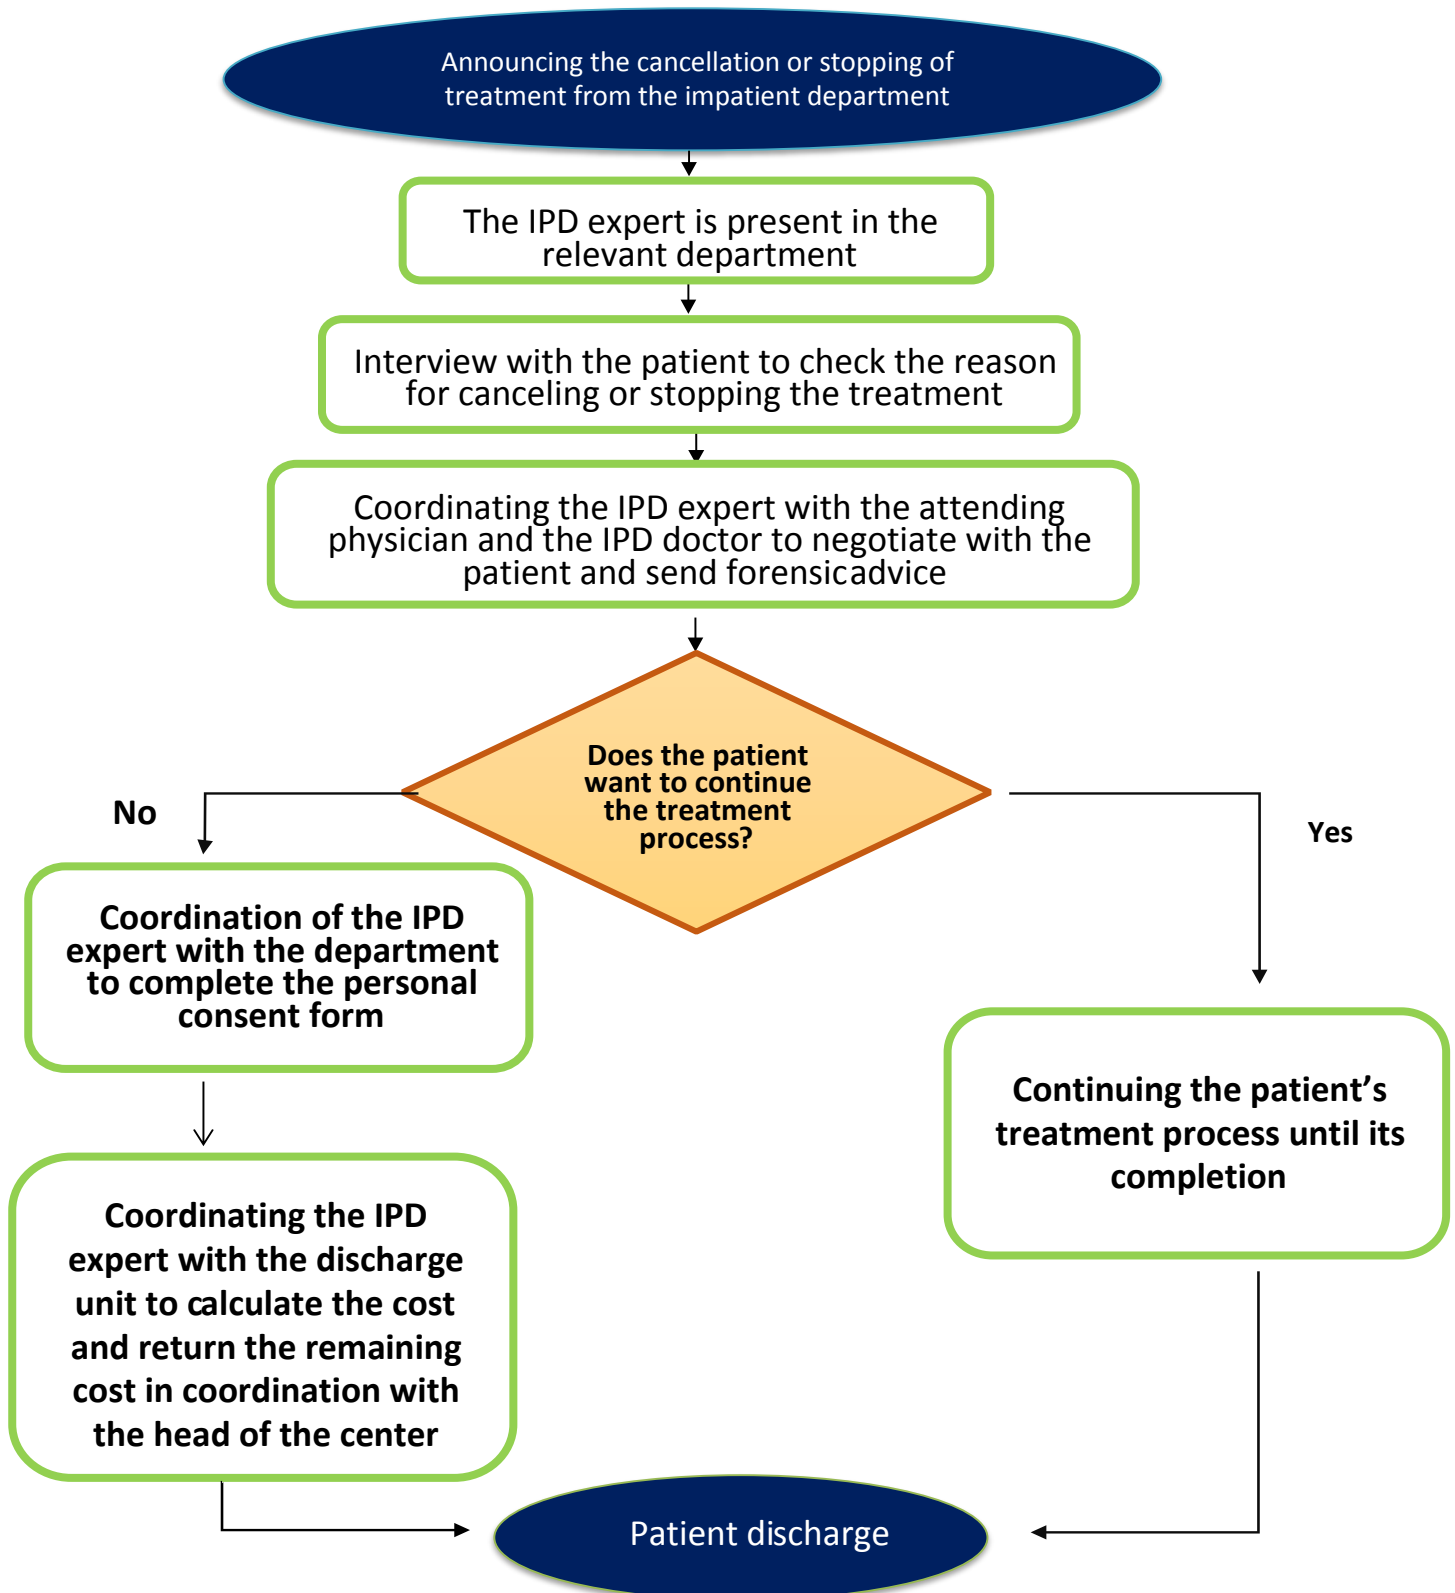 Announcing the cancellation or stopping of
treatment from the impatient department
The IPD expert is present in the
relevant department
Interview with the patient to check the reason
for canceling or stopping the treatment
Coordinating the IPD expert with the attending
physician and the IPD doctor to negotiate with the
patient and send forensicadvice
Does the patient
want to continue
the treatment
process?
No
Yes
Coordination of the IPD
expert with the department
to complete the personal
consent form
Continuing the patient’s
treatment process until its
completion
Coordinating the IPD
expert with the discharge
unit to calculate the cost
and return the remaining
cost in coordination with
the head of the center
Patient discharge